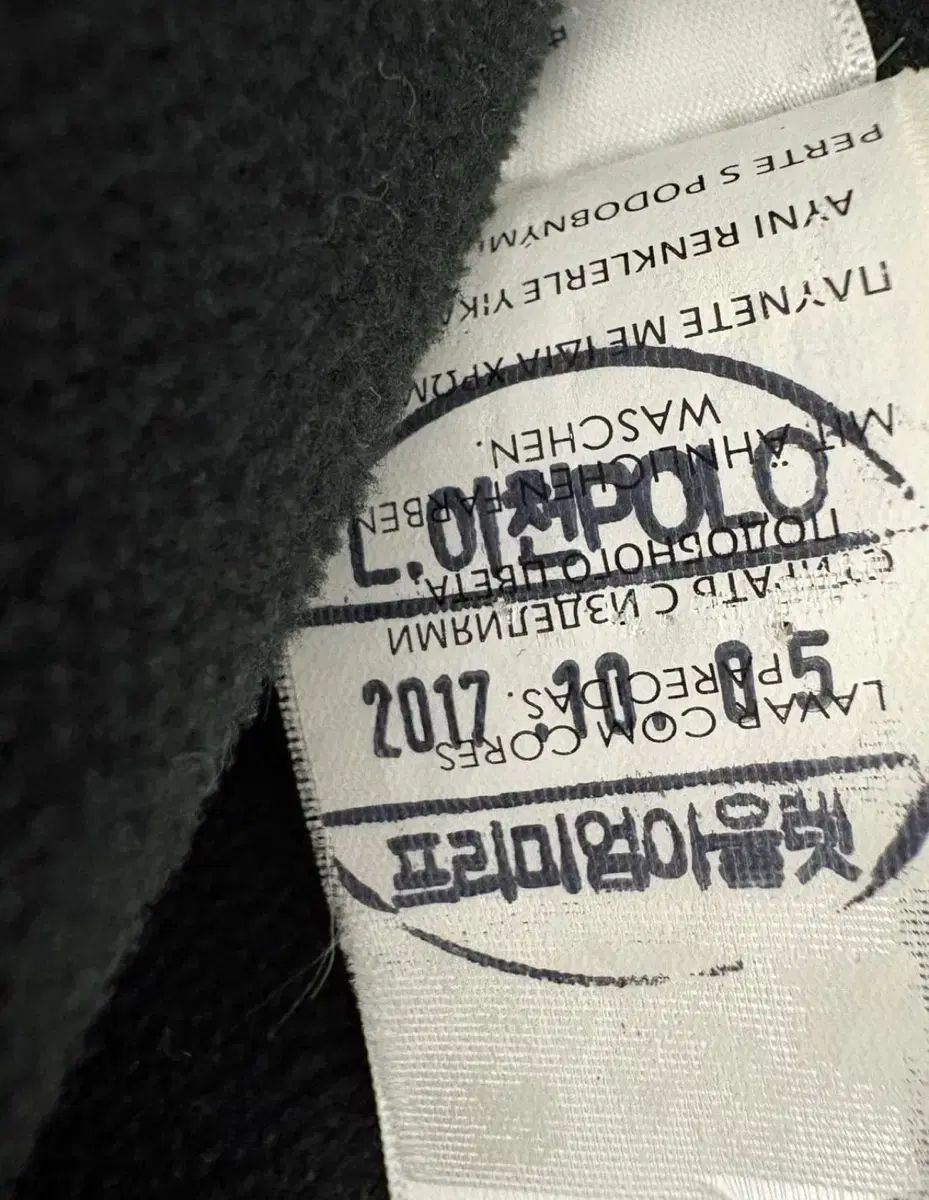 PERTE S PODOBNÝMI
AYNI RENKLERLE YIKA
ΠΛΥΝΕΤΕ ΜΕ ΙΔΙΑ ΧΡΩΜ
MIT ÄHNLICHEN FARBEN
WASCHEN.
СТИРАТЬ С ИЗДЕЛИЯМИ
ПОДОБНОГО ЦВЕТА.
LAVAR COM CORES
PARECIDAS.
L.이천POLO
2017.10.05
프리미엄아울렛